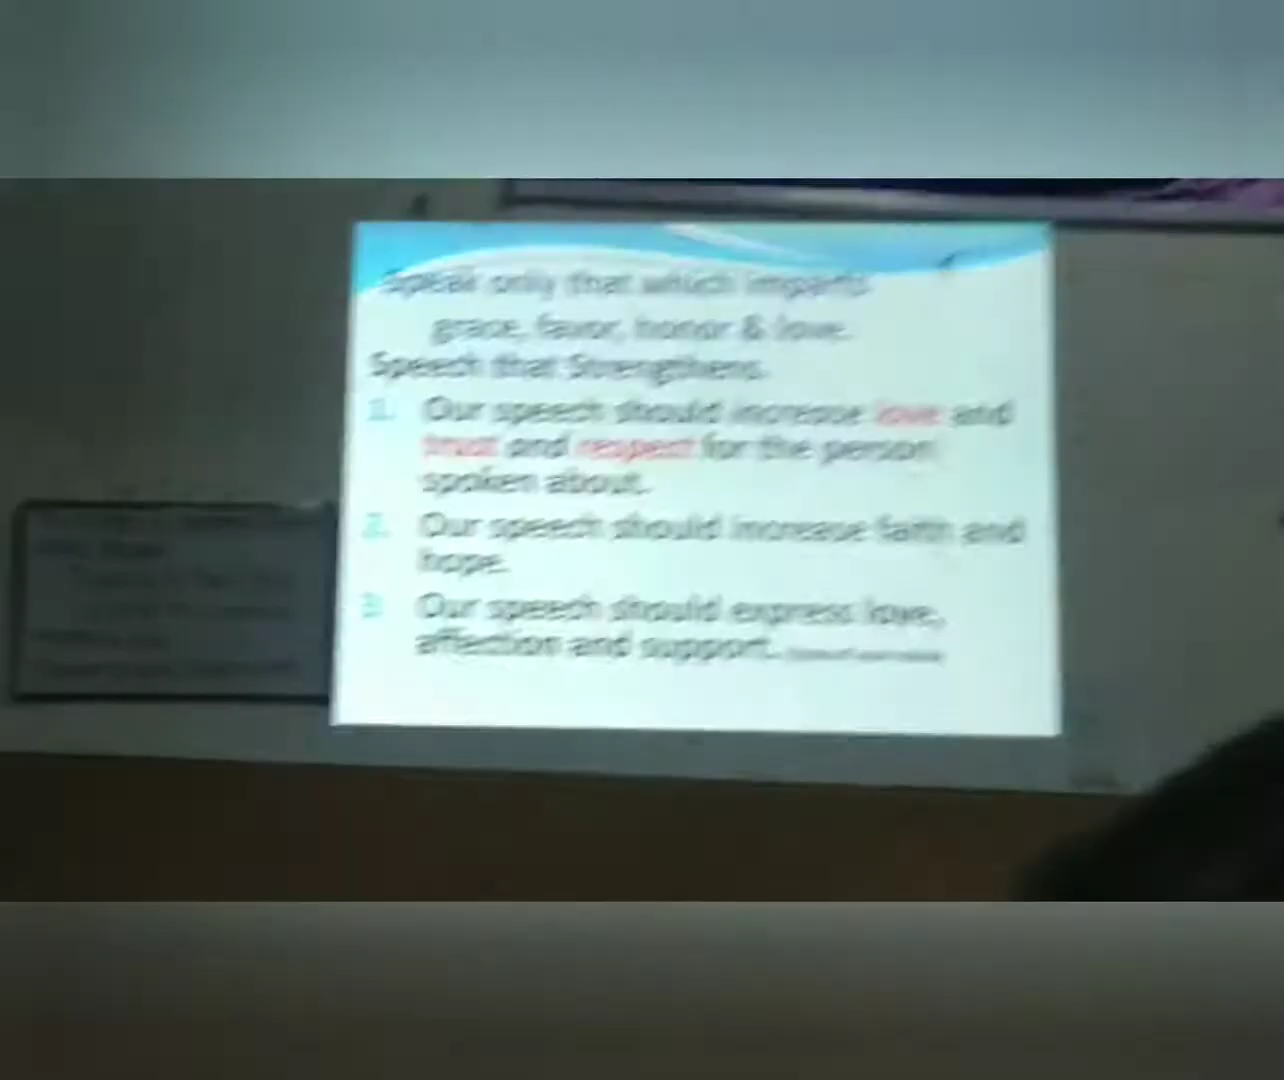 Speak only that which imparts
grace, favor, honor & love.
Speech that Strengthens.
1. Our speech should increase love and
trust and respect for the person
spoken about.
2. Our speech should increase faith and
hope.
3. Our speech should express love,
affection and support.